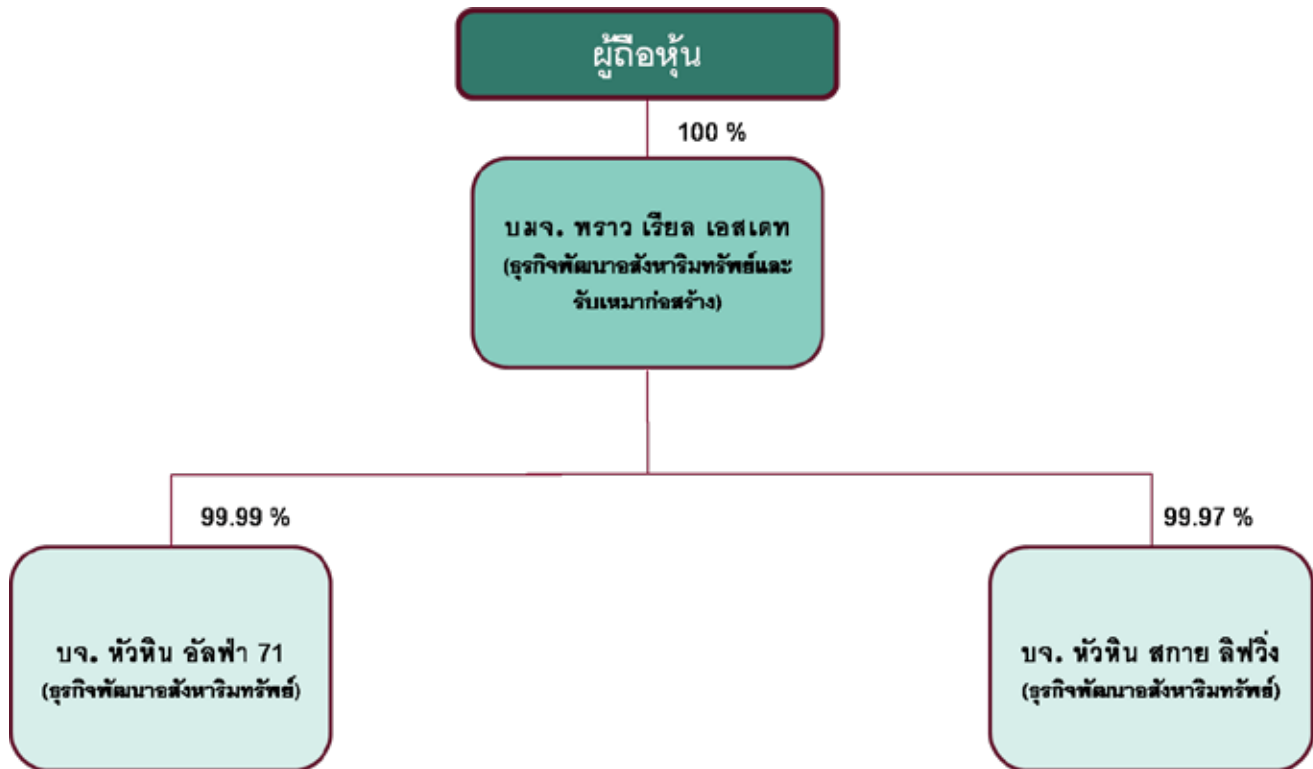 ผู้ถือหุ้น
100 %
บมจ. พราว เรียล เอสเตท
(ธุรกิจพัฒนาอสังหาริมทรัพย์และ
รับเหมาก่อสร้าง)
99.99 %
99.97 %
บจ. หัวหิน อัลฟ่า 71
(ธุรกิจพัฒนาอสังหาริมทรัพย์)
บจ. หัวหิน สกาย ลิฟวิ่ง
(ธุรกิจพัฒนาอสังหาริมทรัพย์)